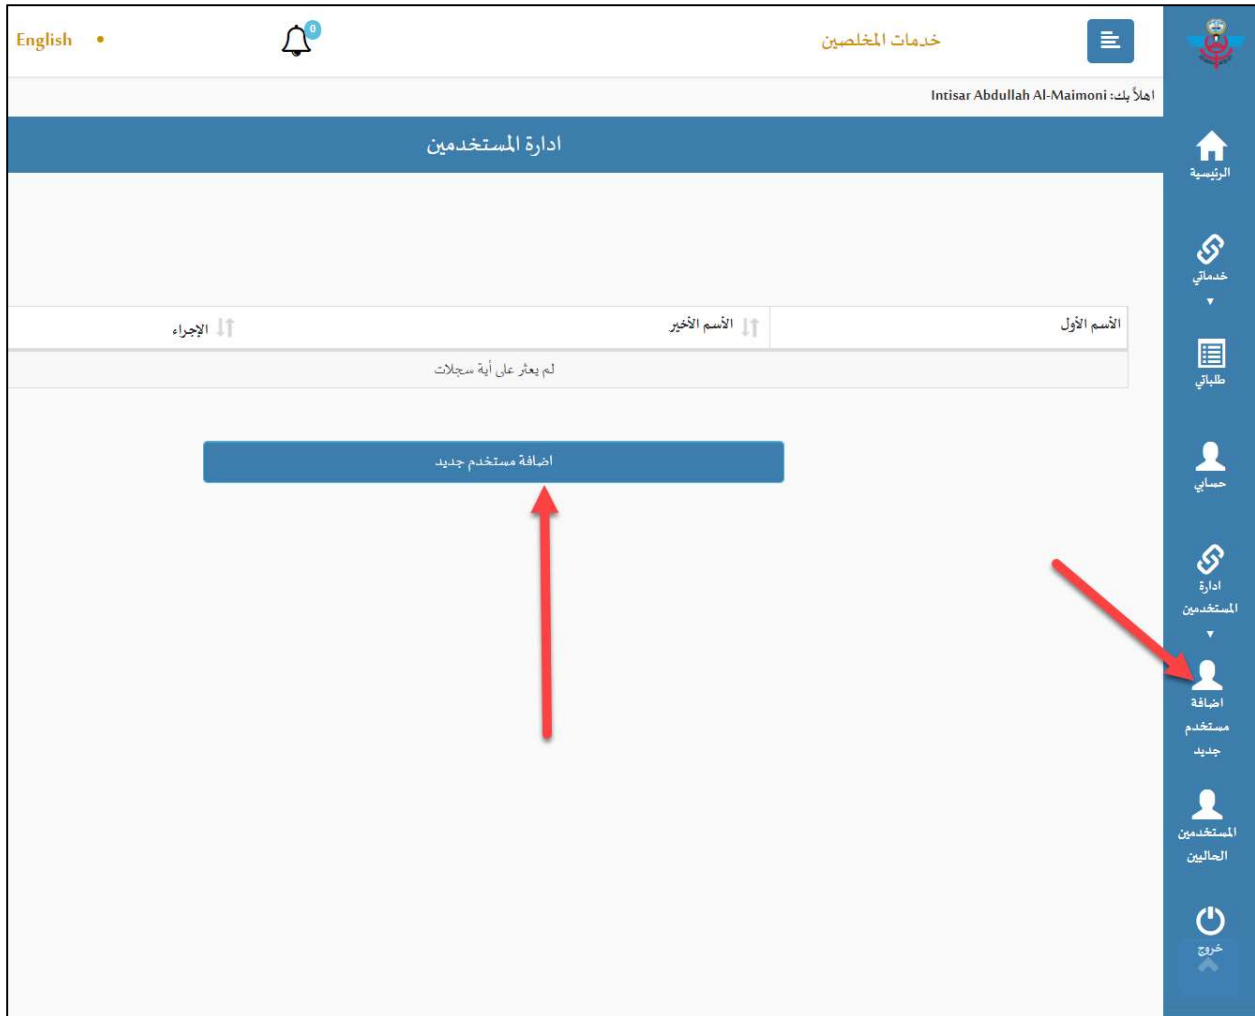 خدمات المخلصين
0
English •
اهلاً بك: Intisar Abdullah Al-Maimoni
ادارة المستخدمين
الأسم الأول
الأسم الأخير
الإجراء
لم يعثر على أية سجلات
اضافة مستخدم جديد
الرئيسية
خدماتي
طلباتي
حسابي
ادارة
المستخدمين
اضافة
مستخدم
جديد
المستخدمين
الحاليين
خروج